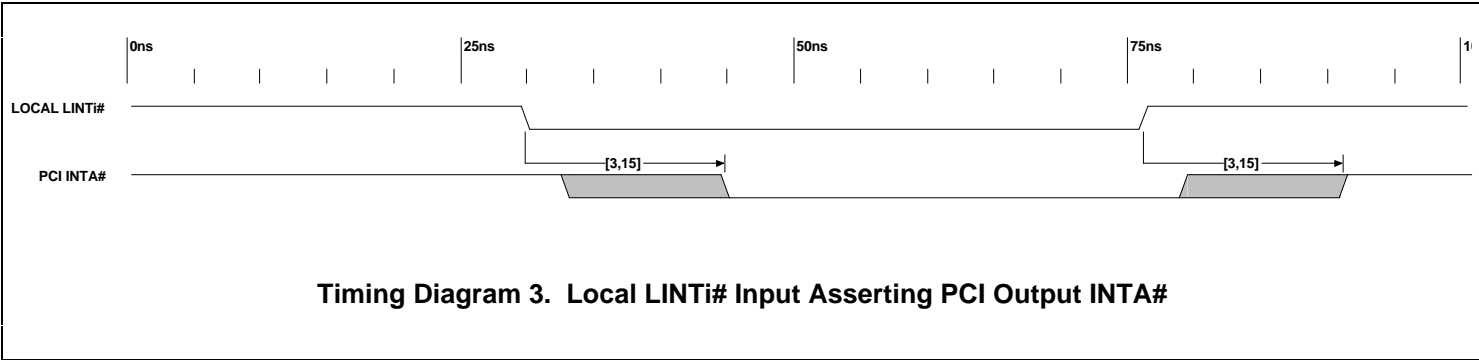 0ns 25ns 50ns 75ns
LOCAL LINTi#
[3,15] [3,15]
PCI INTA#
Timing Diagram 3. Local LINTi# Input Asserting PCI Output INTA#